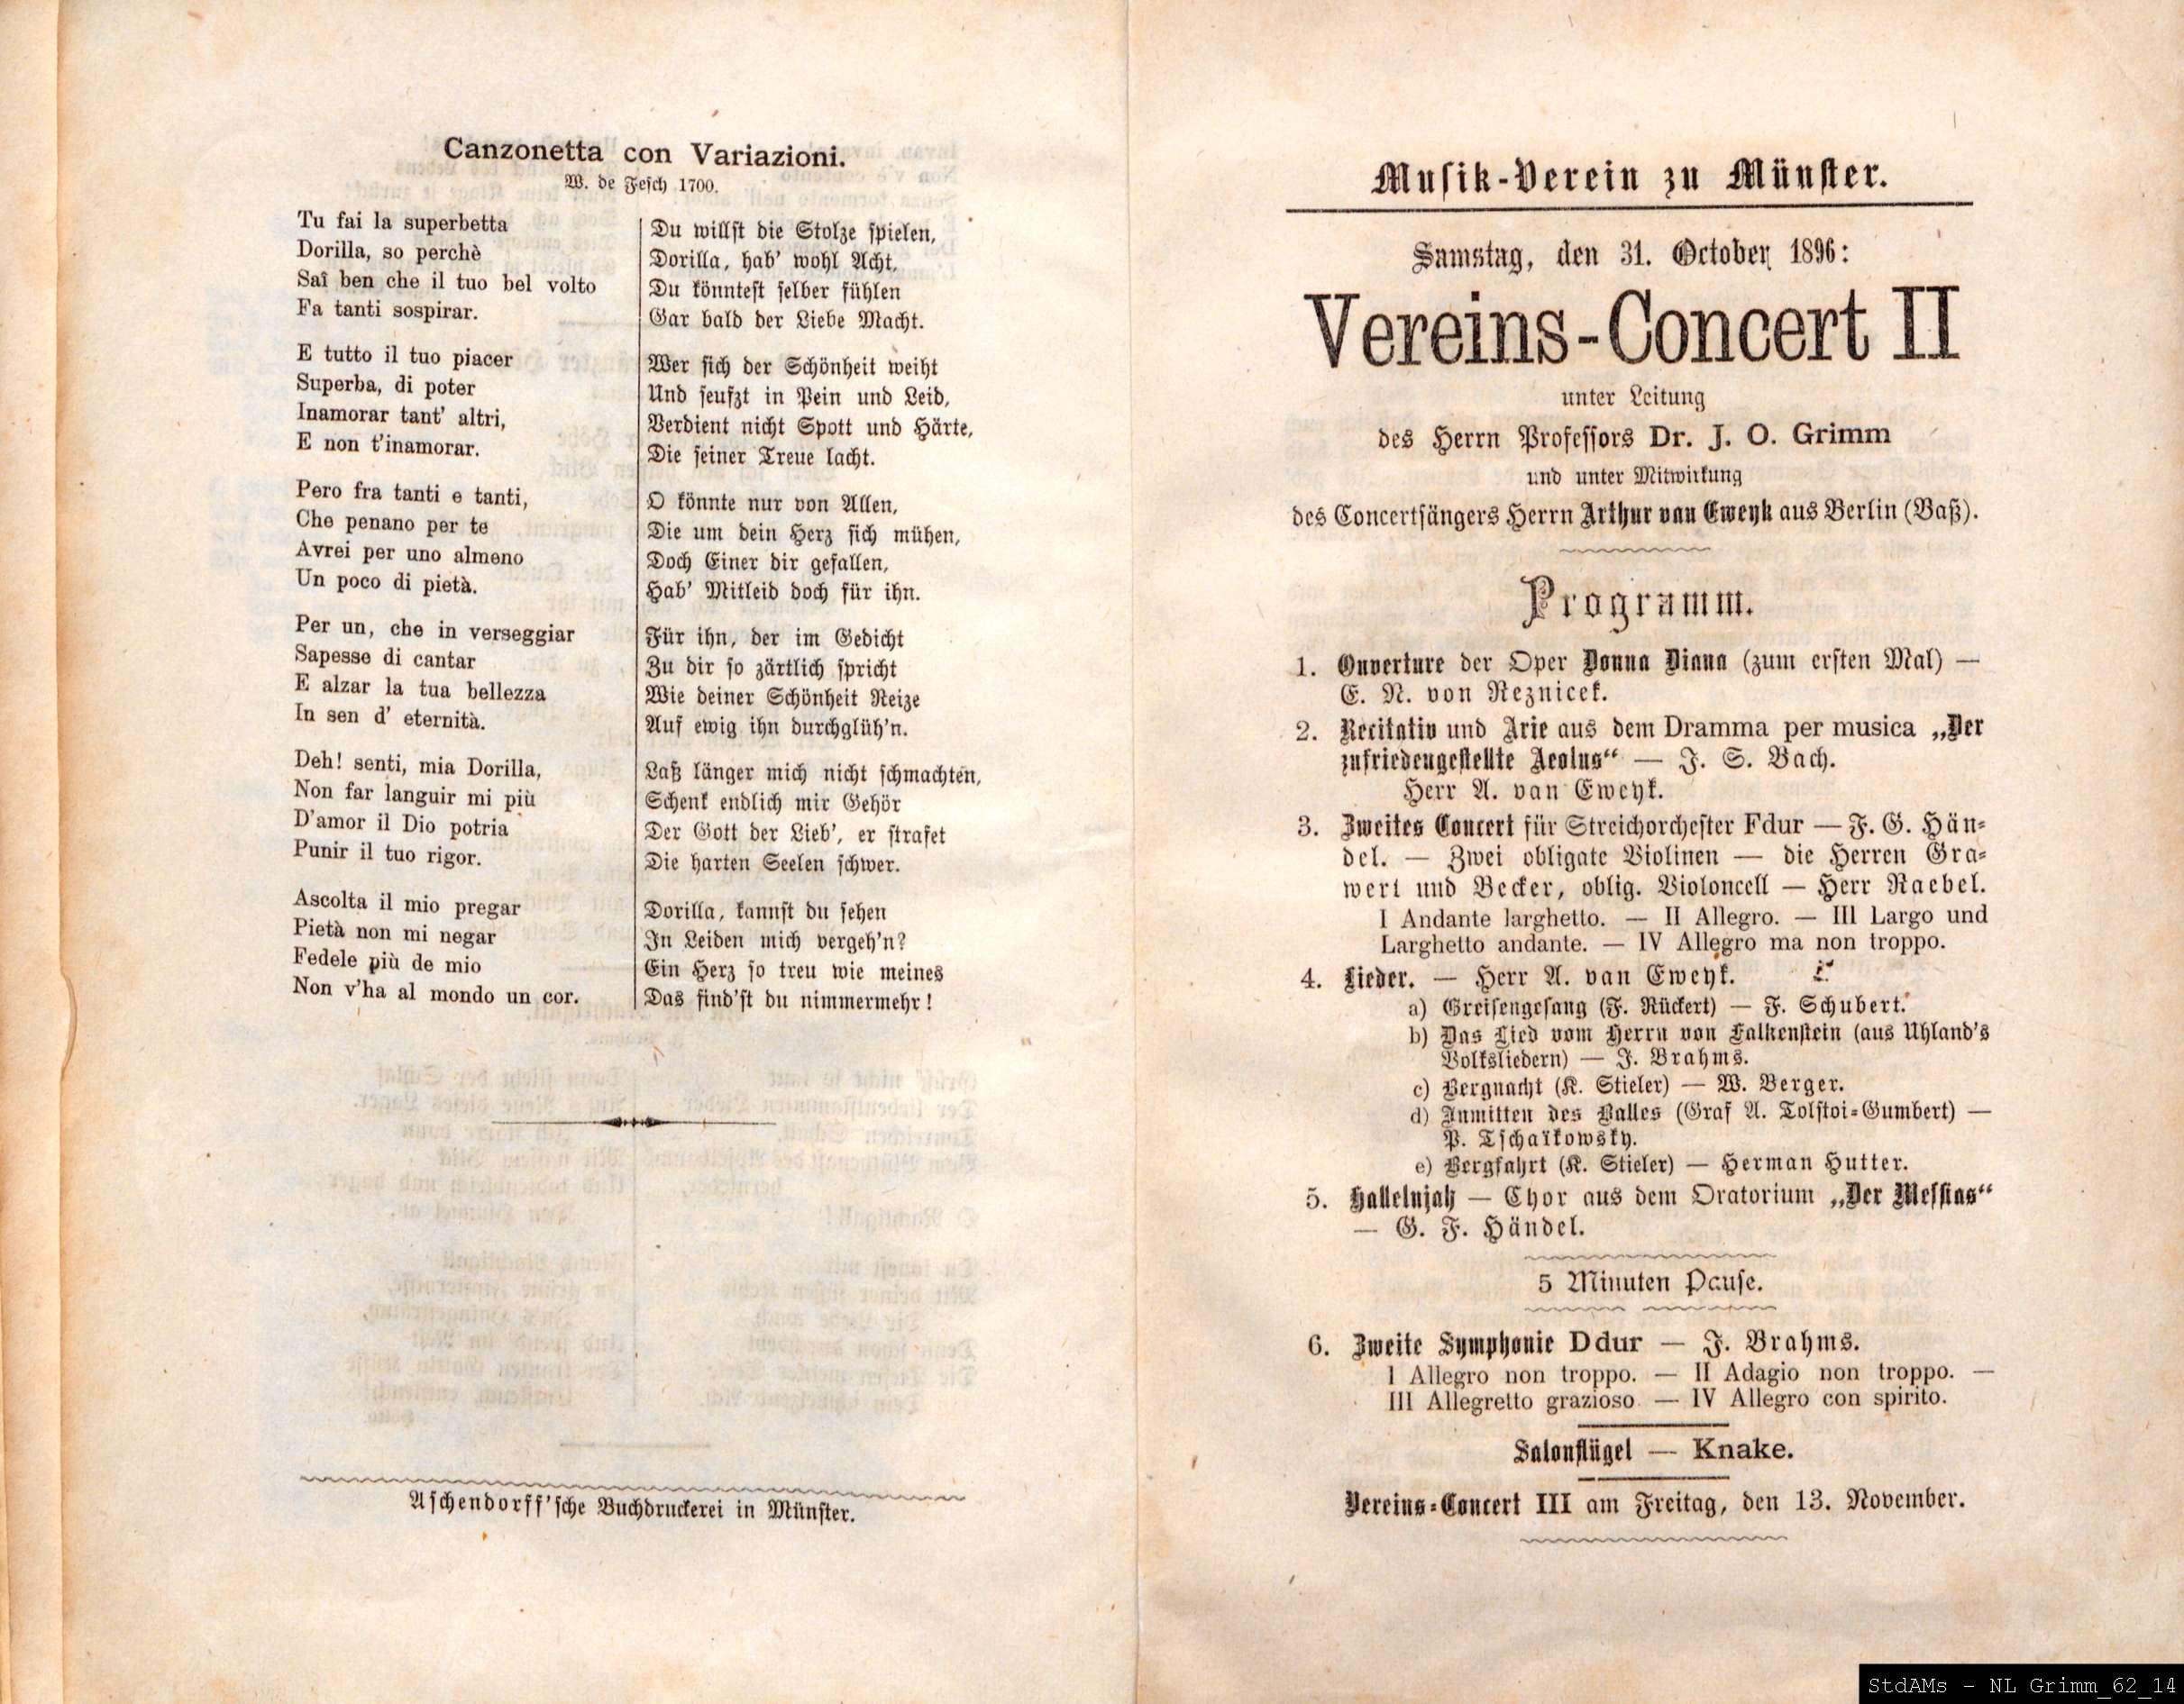 Canzonetta con Variazioni.
W. de Fesch 1700.
Tu fai la superbetta
Dorilla, so perchè
Saî ben che il tuo bel volto
Fa tanti sospirar.
E tutto il tuo piacer
Superba, di poter
Inamorar tant' altri,
E non t'inamorar.
Pero fra tanti e tanti,
Che penano per te
Avrei per uno almeno
Un poco di pietà.
Per un, che in verseggiar
Sapesse di cantar
E alzar la tua bellezza
In sen d' eternità.
Deh! senti, mia Dorilla,
Non far languir mi più
D'amor il Dio potria
Punir il tuo rigor.
Ascolta il mio pregar
Pietà non mi negar
Fedele più de mio
Non v'ha al mondo un cor.
Du willst die Stolze spielen,
Dorilla, hab' wohl Acht,
Du könntest selber fühlen
Gar bald der Liebe Macht.
Wer sich der Schönheit weiht
Und seufzt in Pein und Leid,
Verdient nicht Spott und Härte,
Die seiner Treue lacht.
O könnte nur von Allen,
Die um dein Herz sich mühen,
Doch Einer dir gefallen,
Hab' Mitleid doch für ihn.
Für ihn, der im Gedicht
Zu dir so zärtlich spricht
Wie deiner Schönheit Reize
Auf ewig ihn durchglüh'n.
Laß länger mich nicht schmachten,
Schenk endlich mir Gehör
Der Gott der Lieb', er strafet
Die harten Seelen schwer.
Dorilla, kannst du sehen
In Leiden mich vergeh'n?
Ein Herz so treu wie meines
Das find'st du nimmermehr!
Aschendorff'sche Buchdruckerei in Münster.
Musik-Verein zu Münster.
Samstag, den 31. October 1896:
Vereins-Concert II
unter Leitung
des Herrn Professors Dr. J. O. Grimm
und unter Mitwirkung
des Concertsängers Herrn Arthur van Eweyk aus Berlin (Baß).
Programm.
1. Ouverture der Oper Donna Diana (zum ersten Mal) —
E. N. von Reznicek.
2. Recitativ und Arie aus dem Dramma per musica „Der
zufriedengestellte Aeolus“ — J. S. Bach.
Herr A. van Eweyk.
3. Zweites Concert für Streichorchester Fdur — F. G. Hän-
del. — Zwei obligate Violinen — die Herren Gra-
wert und Becker, oblig. Violoncell — Herr Raebel.
I Andante larghetto. — II Allegro. — III Largo und
Larghetto andante. — IV Allegro ma non troppo.
4. Lieder. — Herr A. van Eweyk.
a) Greisengesang (F. Rückert) — F. Schubert.
b) Das Lied vom Herrn von Falkenstein (aus Uhland's
Volksliedern) — J. Brahms.
c) Bergnacht (K. Stieler) — W. Berger.
d) Inmitten des Balles (Graf A. Tolstoi-Gumbert) —
P. Tschaïkowsky.
e) Bergfahrt (K. Stieler) — Herman Hutter.
5. Hallelujah — Chor aus dem Oratorium „Der Messias“
— G. F. Händel.
5 Minuten Pause.
6. Zweite Symphonie Ddur — J. Brahms.
I Allegro non troppo. — II Adagio non troppo. —
III Allegretto grazioso — IV Allegro con spirito.
Salonflügel — Knake.
Vereins-Concert III am Freitag, den 13. November.
StdAMs – NL Grimm_62_14